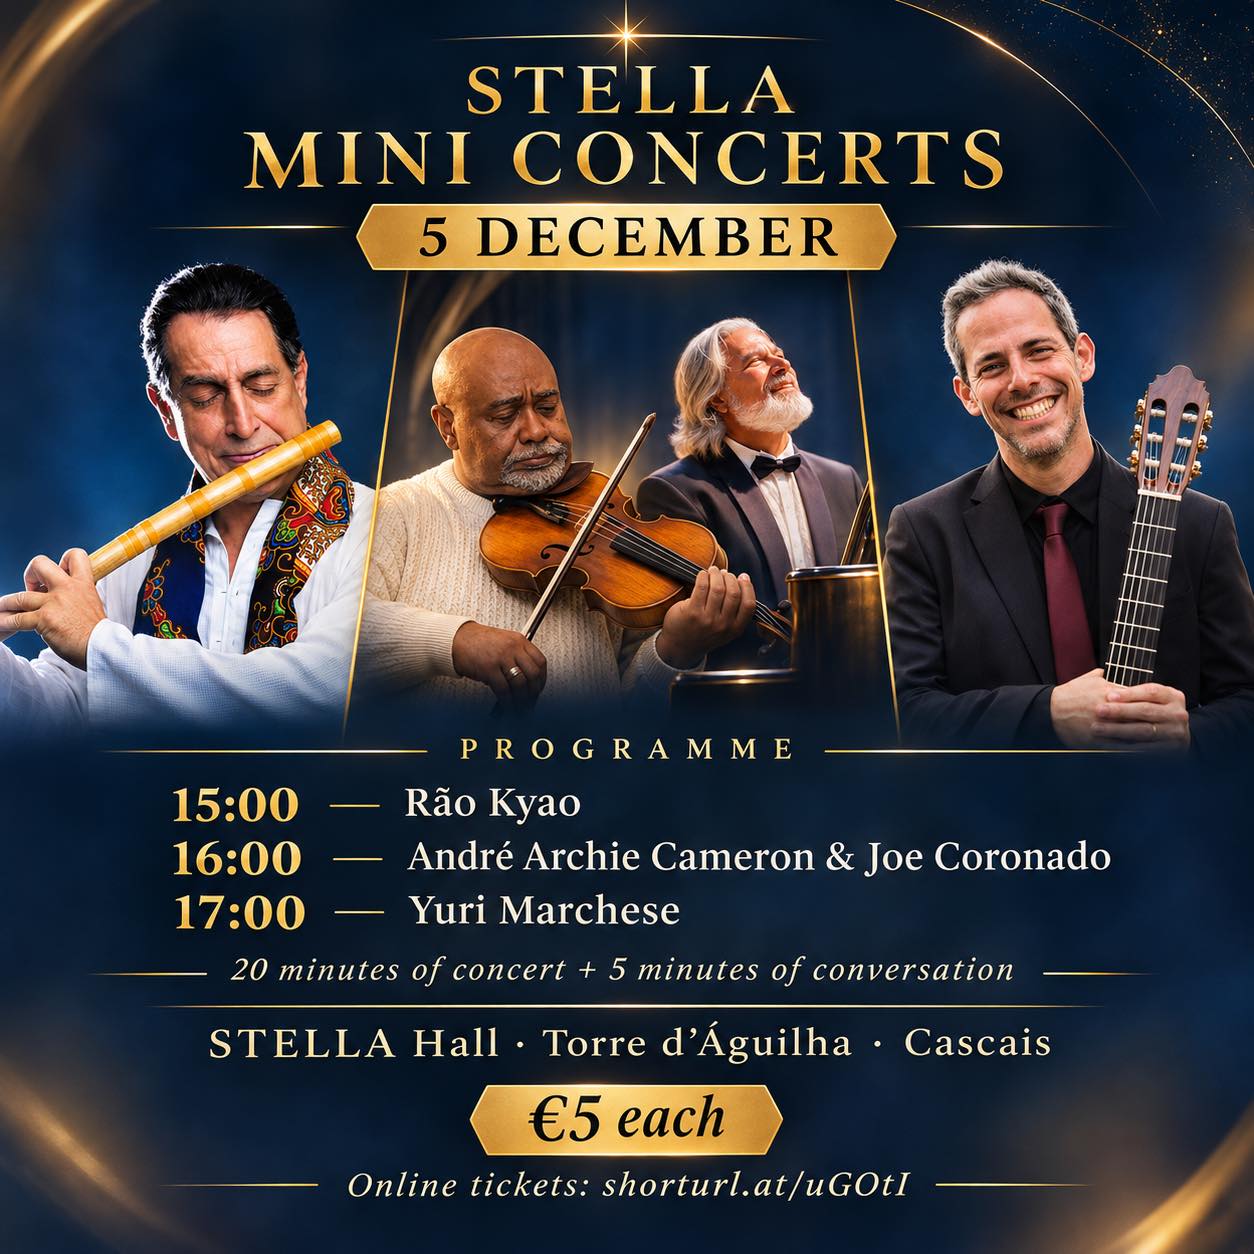 STELLA
MINI CONCERTS
5 DECEMBER
PROGRAMME
15:00 — Rão Kyao
16:00 — André Archie Cameron & Joe Coronado
17:00 — Yuri Marchese
20 minutes of concert + 5 minutes of conversation
STELLA Hall · Torre d’Águilha · Cascais
€5 each
Online tickets: shorturl.at/uGOtI